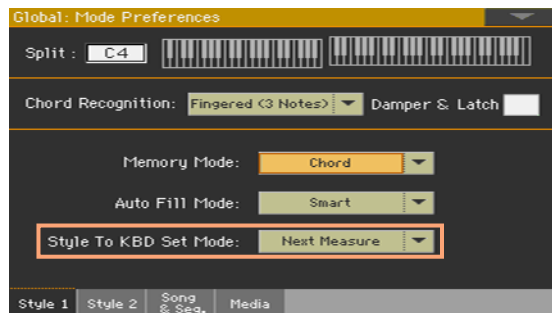 Global: Mode Preferences
Split : C4
Chord Recognition: Fingered (3 Notes) Damper & Latch
Memory Mode: Chord
Auto Fill Mode: Smart
Style To KBD Set Mode: Next Measure
Style 1 Style 2 Song & Seq. Media